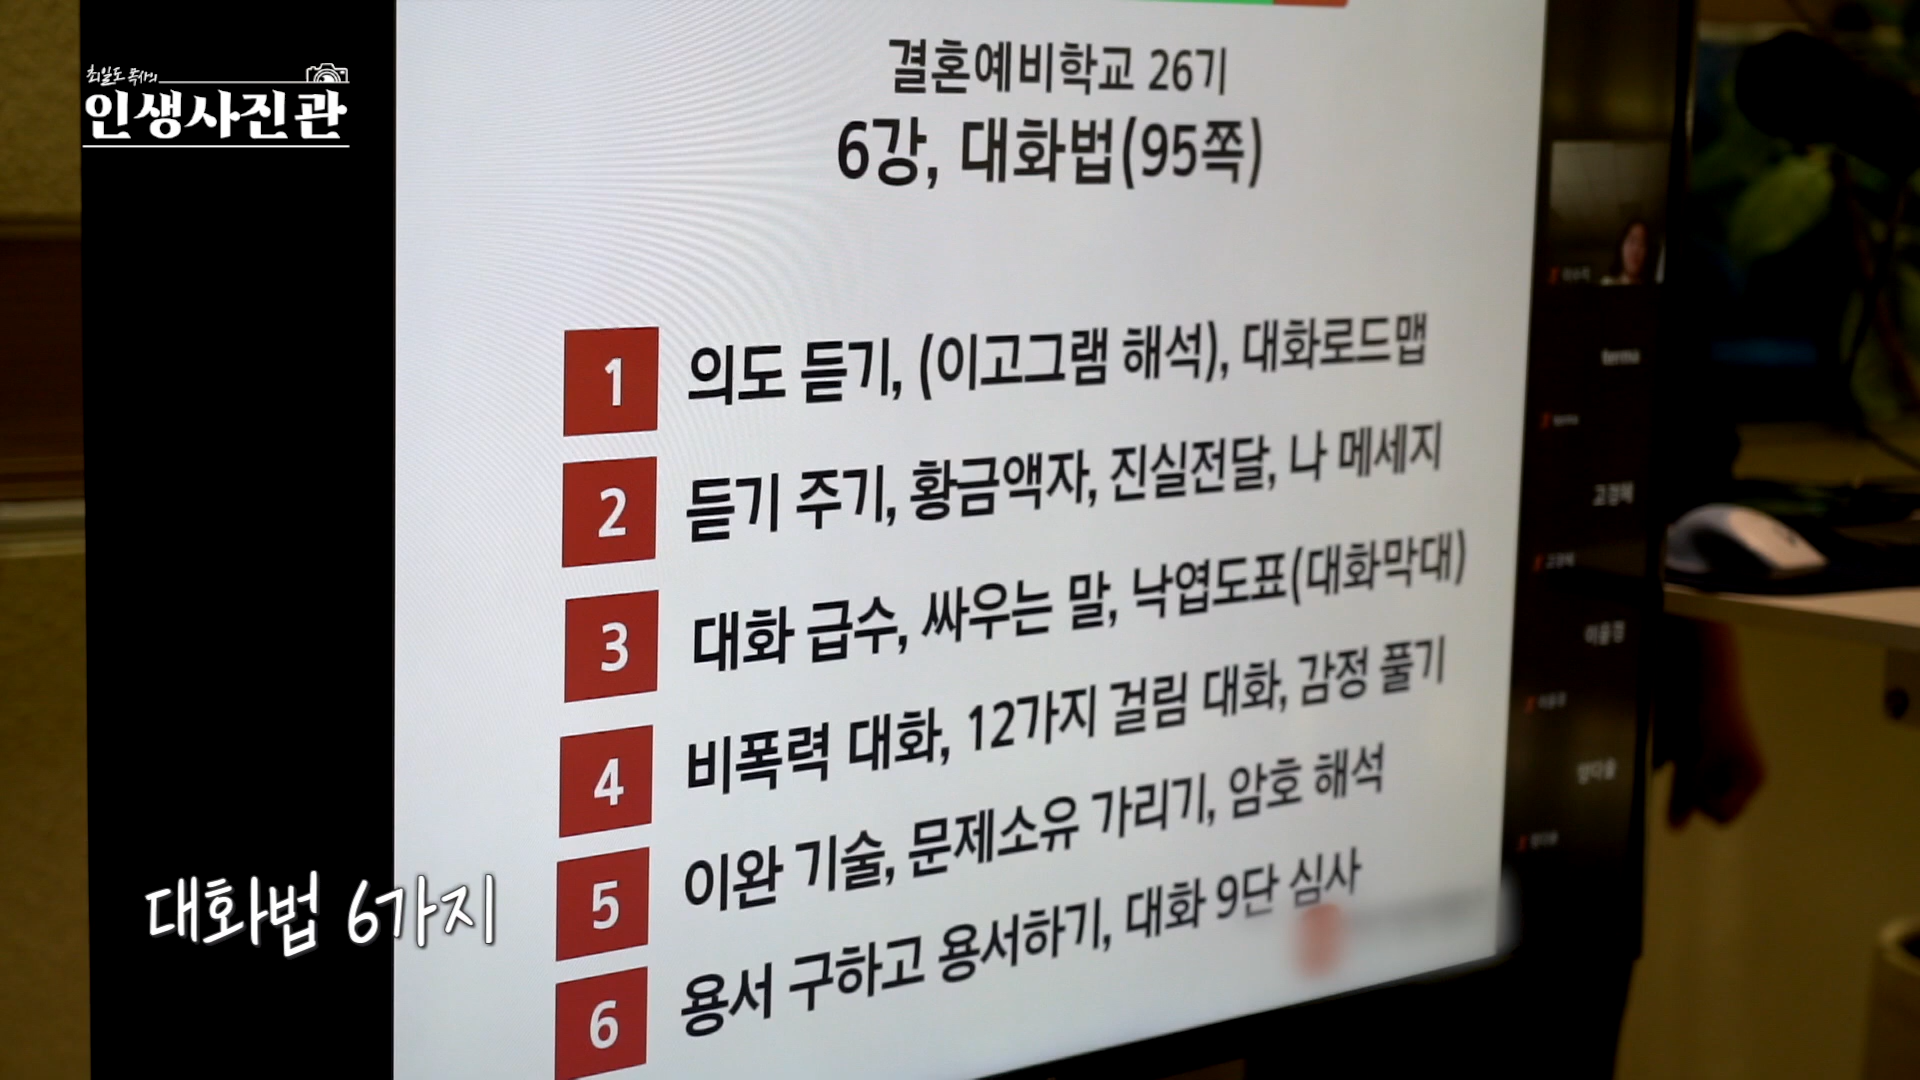 최일도 목사의
인생사진관
결혼예비학교 26기
6강, 대화법(95쪽)
1 의도 듣기, (이고그램 해석), 대화로드맵
2 듣기 주기, 황금액자, 진실전달, 나 메세지
3 대화 급수, 싸우는 말, 낙엽도표(대화막대)
4 비폭력 대화, 12가지 걸림 대화, 감정 풀기
5 이완 기술, 문제소유 가리기, 암호 해석
6 용서 구하고 용서하기, 대화 9단 심사
대화법 6가지